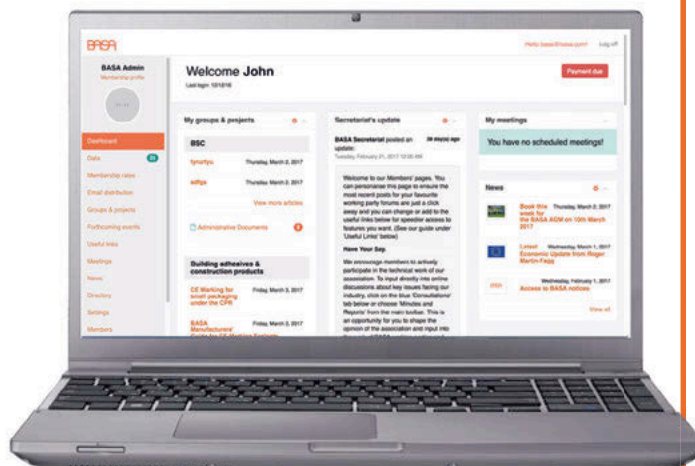 BASA
Hello basa@basa.com!
Log off
BASA Admin
Membership profile
Welcome John
Last login: 10/18/16
Payment due
Dashboard
Data
Membership rates
Email distribution
Groups & projects
Forthcoming events
Useful links
Meetings
News
Directory
Settings
Members
My groups & projects
BSC
tyrurtyu
Thursday, March 2, 2017
sdfgs
Thursday, March 2, 2017
View more articles
Administrative Documents
Building adhesives &
construction products
CE Marking for
small packaging
under the CPR
Friday, March 3, 2017
BASA
Manufacturers'
Friday, March 3, 2017
Secretariat's update
BASA Secretariat posted an
update:
Tuesday, February 21, 2017 12:00 AM
Welcome to our Members' pages. You
can personalise this page to ensure the
most recent posts for your favourite
working party forums are just a click
away and you can change or add to the
useful links below for speedier access to
features you want. (See our guide under
'Useful Links' below)
Have Your Say.
We encourage members to actively
participate in the technical work of our
association. To input directly into online
discussions about key issues facing our
industry, click on the blue 'Consultations'
tab below or choose 'Minutes and
Reports' from the main toolbar. This is
an opportunity for you to shape the
opinion of the association and input into
My meetings
You have no scheduled meetings!
News
Book this
week for
the BASA AGM on 10th March
2017
Thursday, March 2, 2017
Latest
Economic Update from Roger
Martin-Fagg
Wednesday, March 1, 2017
Wednesday, February 1, 2017
Access to BASA notices
View all